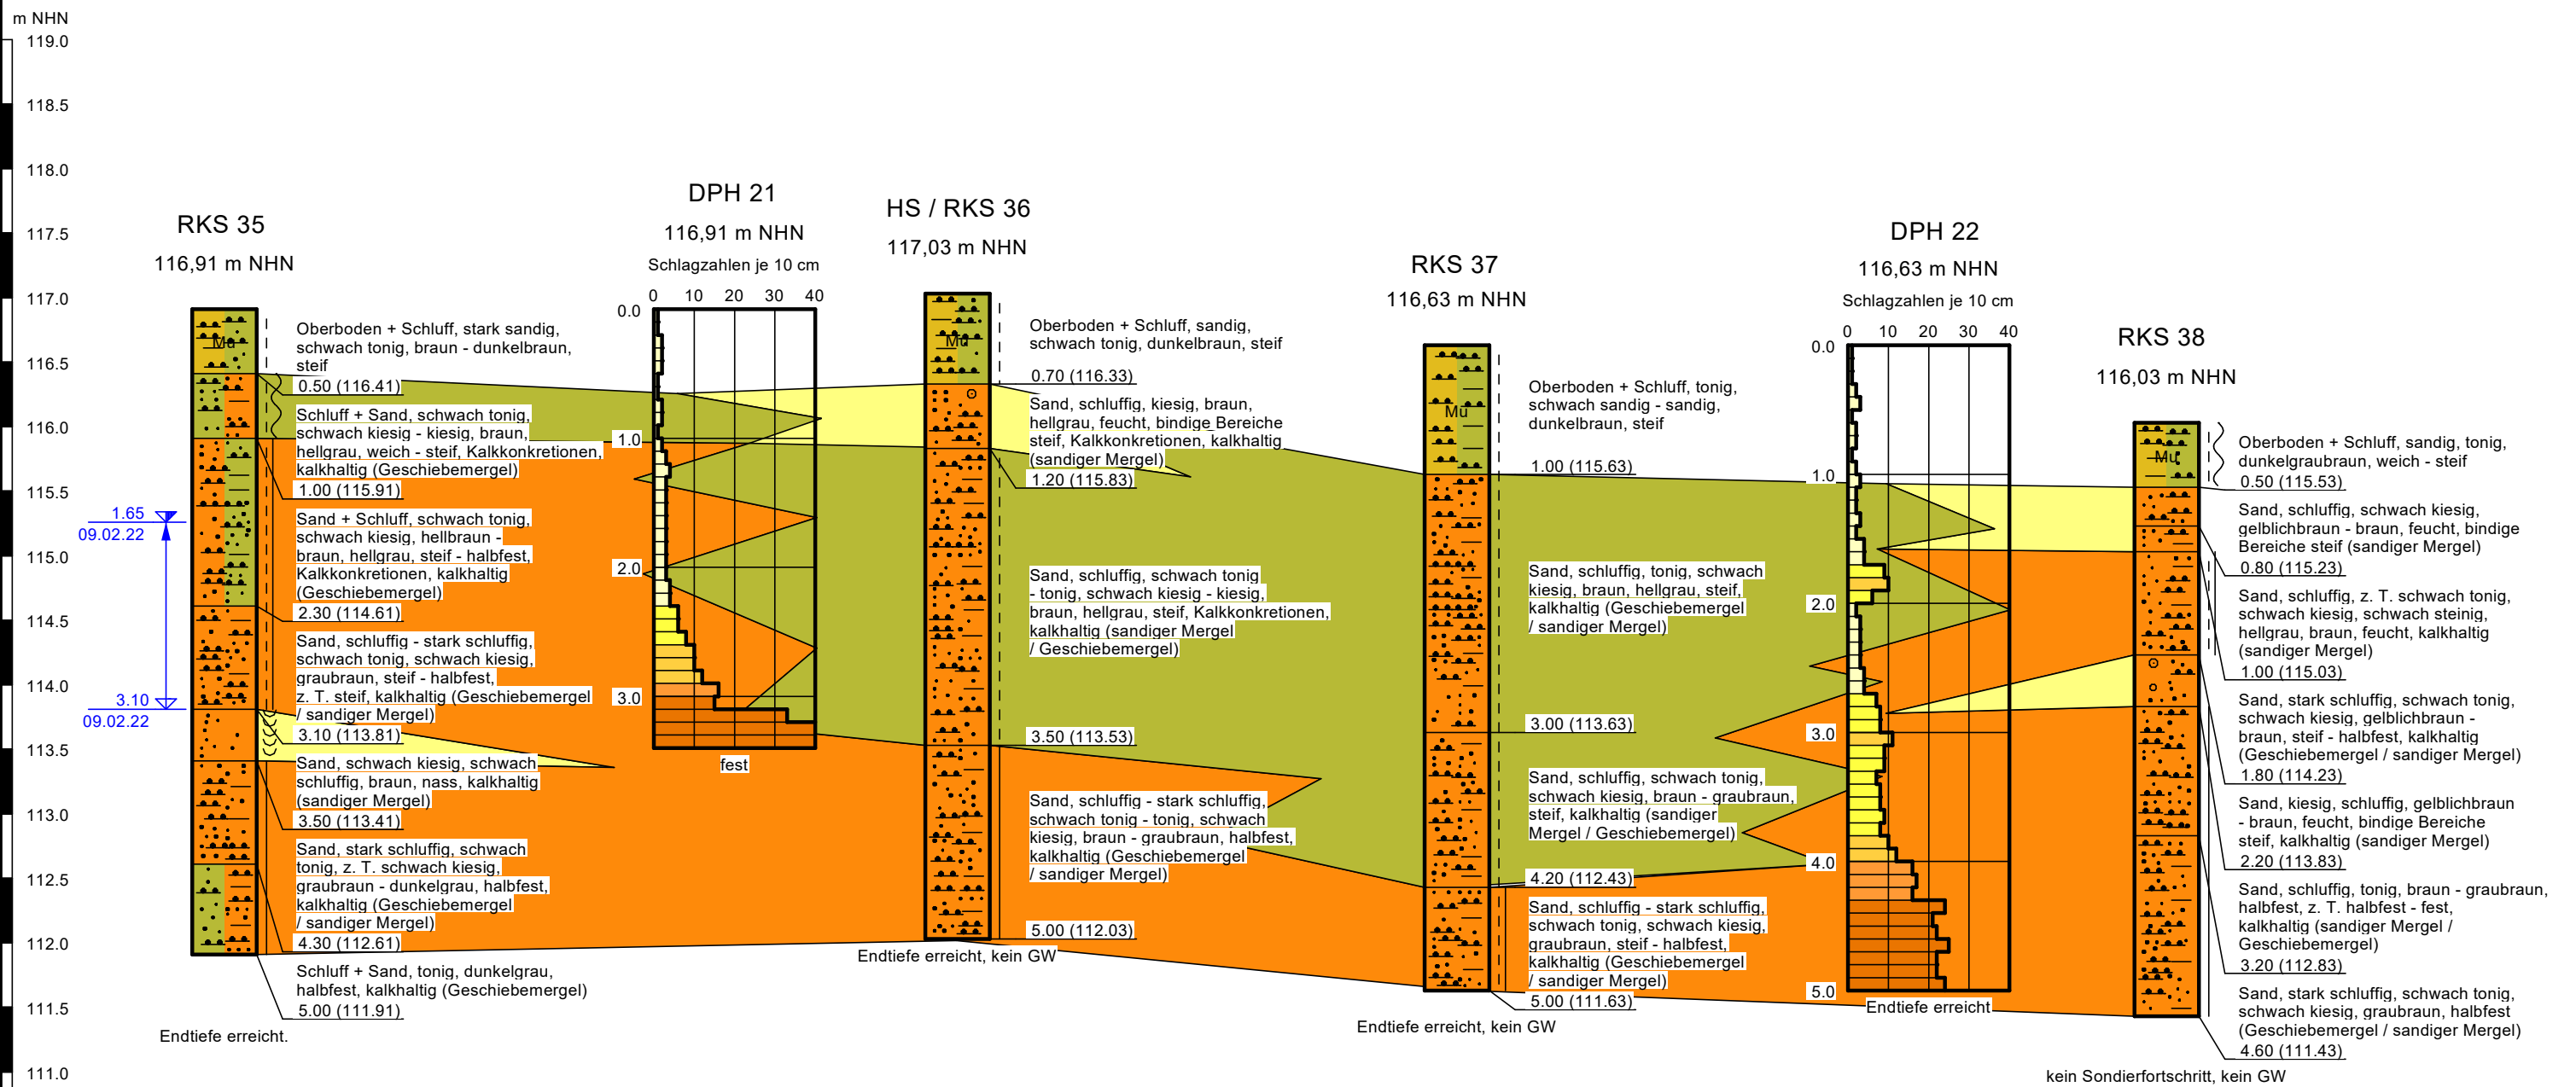 m NHN
119.0
118.5
118.0
117.5
117.0
116.5
116.0
115.5
115.0
114.5
114.0
113.5
113.0
112.5
112.0
111.5
111.0
1.65
09.02.22
3.10
09.02.22
RKS 35
116,91 m NHN
Mu
Oberboden + Schluff, stark sandig,
schwach tonig, braun - dunkelbraun,
steif
0.50 (116.41)
Schluff + Sand, schwach tonig,
schwach kiesig - kiesig, braun,
hellgrau, weich - steif, Kalkkonkretionen,
kalkhaltig (Geschiebemergel)
1.00 (115.91)
Sand + Schluff, schwach tonig,
schwach kiesig, hellbraun -
braun, hellgrau, steif - halbfest,
Kalkkonkretionen, kalkhaltig
(Geschiebemergel)
2.30 (114.61)
Sand, schluffig - stark schluffig,
schwach tonig, schwach kiesig,
graubraun, steif - halbfest,
z. T. steif, kalkhaltig (Geschiebemergel
/ sandiger Mergel)
3.10 (113.81)
Sand, schwach kiesig, schwach
schluffig, braun, nass, kalkhaltig
(sandiger Mergel)
3.50 (113.41)
Sand, stark schluffig, schwach
tonig, z. T. schwach kiesig,
graubraun - dunkelgrau, halbfest,
kalkhaltig (Geschiebemergel
/ sandiger Mergel)
4.30 (112.61)
Schluff + Sand, tonig, dunkelgrau,
halbfest, kalkhaltig (Geschiebemergel)
5.00 (111.91)
Endtiefe erreicht.
DPH 21
116,91 m NHN
Schlagzahlen je 10 cm
0 10 20 30 40
0.0
1.0
2.0
3.0
fest
HS / RKS 36
117,03 m NHN
Mu
Oberboden + Schluff, sandig,
schwach tonig, dunkelbraun, steif
0.70 (116.33)
Sand, schluffig, kiesig, braun,
hellgrau, feucht, bindige Bereiche
steif, Kalkkonkretionen, kalkhaltig
(sandiger Mergel)
1.20 (115.83)
Sand, schluffig, schwach tonig
- tonig, schwach kiesig - kiesig,
braun, hellgrau, steif, Kalkkonkretionen,
kalkhaltig (sandiger Mergel
/ Geschiebemergel)
3.50 (113.53)
Sand, schluffig - stark schluffig,
schwach tonig - tonig, schwach
kiesig, braun - graubraun, halbfest,
kalkhaltig (Geschiebemergel
/ sandiger Mergel)
5.00 (112.03)
Endtiefe erreicht, kein GW
RKS 37
116,63 m NHN
Mu
Oberboden + Schluff, tonig,
schwach sandig - sandig,
dunkelbraun, steif
1.00 (115.63)
Sand, schluffig, tonig, schwach
kiesig, braun, hellgrau, steif,
kalkhaltig (Geschiebemergel
/ sandiger Mergel)
3.00 (113.63)
Sand, schluffig, schwach tonig,
schwach kiesig, braun - graubraun,
steif, kalkhaltig (sandiger
Mergel / Geschiebemergel)
4.20 (112.43)
Sand, schluffig - stark schluffig,
schwach tonig, schwach kiesig,
graubraun, steif - halbfest,
kalkhaltig (Geschiebemergel
/ sandiger Mergel)
5.00 (111.63)
Endtiefe erreicht, kein GW
DPH 22
116,63 m NHN
Schlagzahlen je 10 cm
0 10 20 30 40
0.0
1.0
2.0
3.0
4.0
5.0
Endtiefe erreicht
RKS 38
116,03 m NHN
Mu
Oberboden + Schluff, sandig, tonig,
dunkelgraubraun, weich - steif
0.50 (115.53)
Sand, schluffig, schwach kiesig,
gelblichbraun - braun, feucht, bindige
Bereiche steif (sandiger Mergel)
0.80 (115.23)
Sand, schluffig, z. T. schwach tonig,
schwach kiesig, schwach steinig,
hellgrau, braun, feucht, kalkhaltig
(sandiger Mergel)
1.00 (115.03)
Sand, stark schluffig, schwach tonig,
schwach kiesig, gelblichbraun -
braun, steif - halbfest, kalkhaltig
(Geschiebemergel / sandiger Mergel)
1.80 (114.23)
Sand, kiesig, schluffig, gelblichbraun
- braun, feucht, bindige Bereiche
steif, kalkhaltig (sandiger Mergel)
2.20 (113.83)
Sand, schluffig, tonig, braun - graubraun,
halbfest, z. T. halbfest - fest,
kalkhaltig (sandiger Mergel /
Geschiebemergel)
3.20 (112.83)
Sand, stark schluffig, schwach tonig,
schwach kiesig, graubraun, halbfest
(Geschiebemergel / sandiger Mergel)
4.60 (111.43)
kein Sondierfortschritt, kein GW